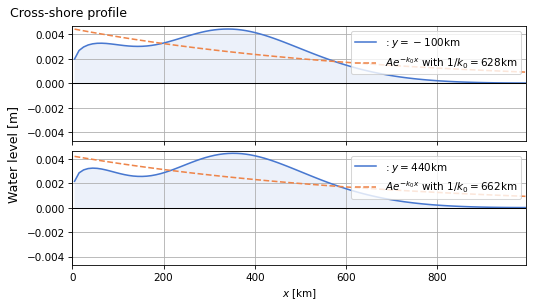 Cross-shore profile
0.004
0.002
0.000
−0.002
−0.004
: y = −100km
Ae^{−k₀x} with 1/k₀ = 628km
Water level [m]
0.004
0.002
0.000
−0.002
−0.004
: y = 440km
Ae^{−k₀x} with 1/k₀ = 662km
0 200 400 600 800
x [km]